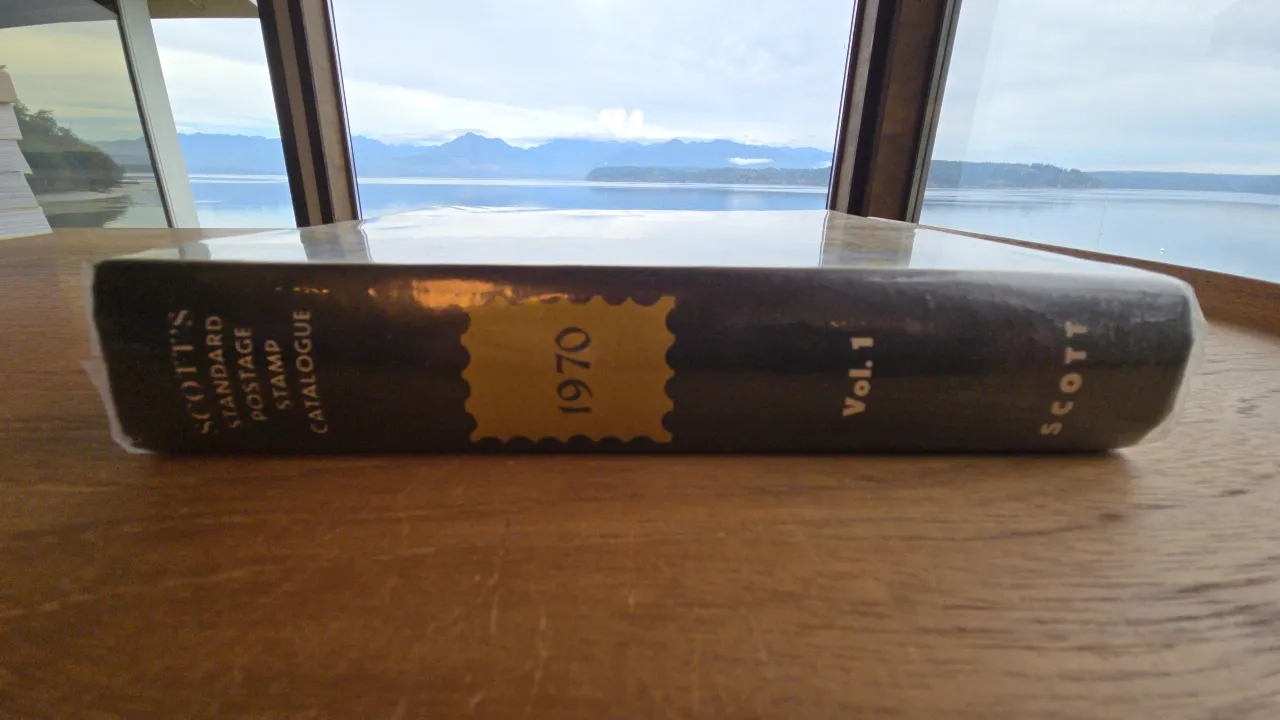 SCOTT'S
STANDARD
POSTAGE
STAMP
CATALOGUE
1970
Vol. 1
SCOTT